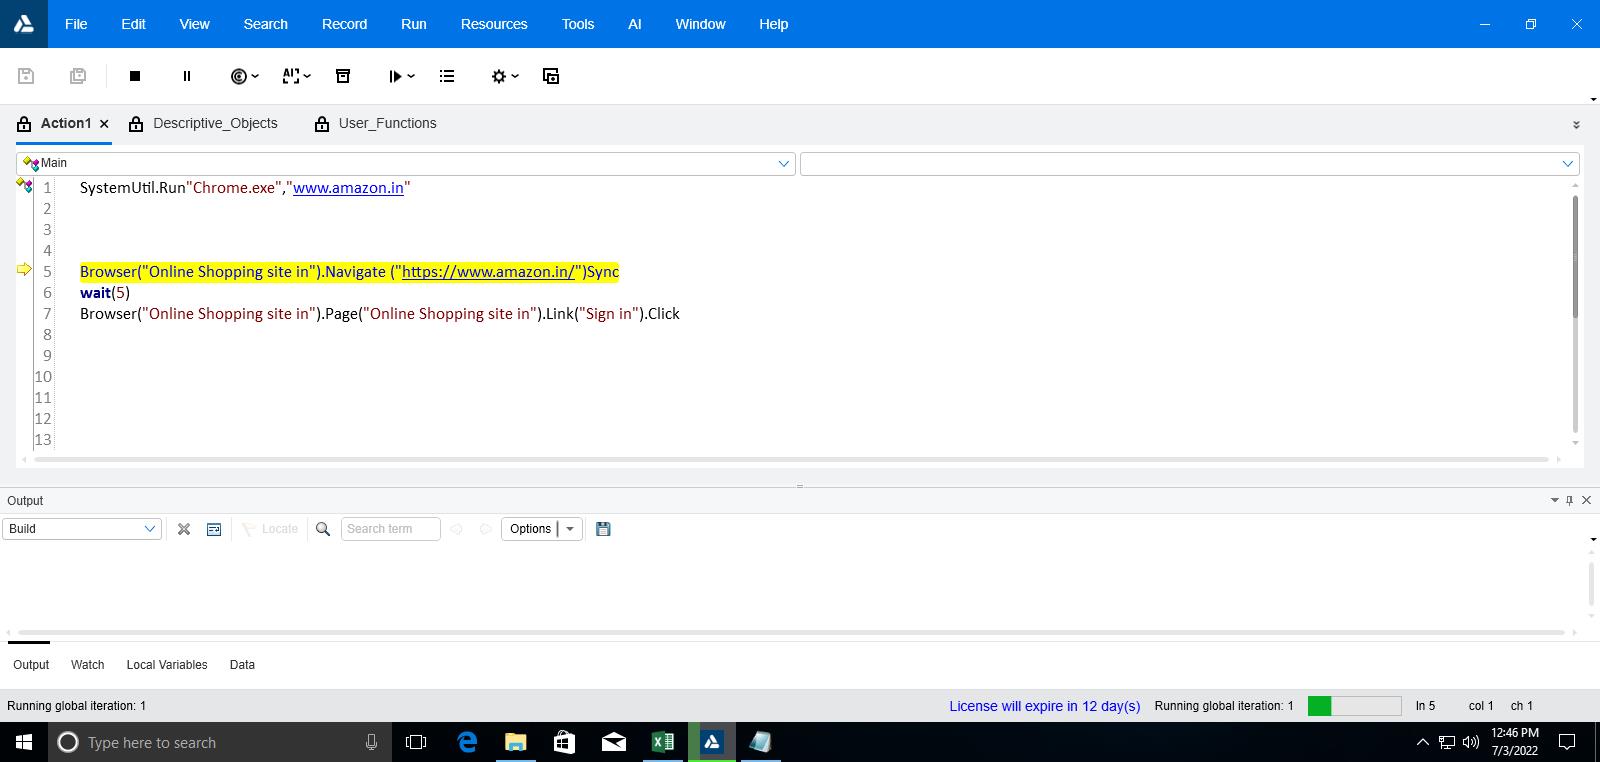 File Edit View Search Record Run Resources Tools AI Window Help
Action1 Descriptive_Objects User_Functions
Main
1 SystemUtil.Run"Chrome.exe","www.amazon.in"
2
3
4
5 Browser("Online Shopping site in").Navigate ("https://www.amazon.in/")Sync
6 wait(5)
7 Browser("Online Shopping site in").Page("Online Shopping site in").Link("Sign in").Click
8
9
10
11
12
13
Output
Build Locate Search term Options
Output Watch Local Variables Data
Running global iteration: 1 License will expire in 12 day(s) Running global iteration: 1 ln 5 col 1 ch 1
Type here to search 12:46 PM
7/3/2022